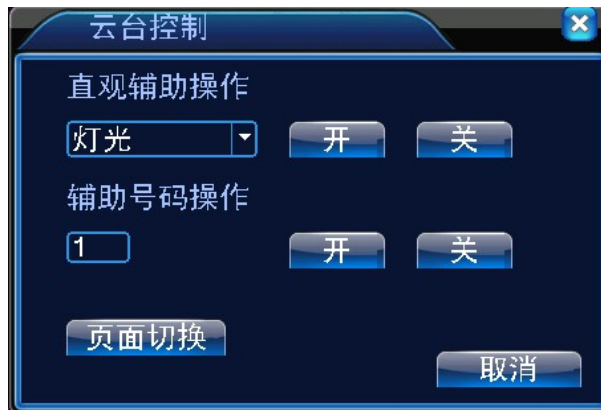 云台控制
直观辅助操作
灯光 开 关
辅助号码操作
1 开 关
页面切换
取消